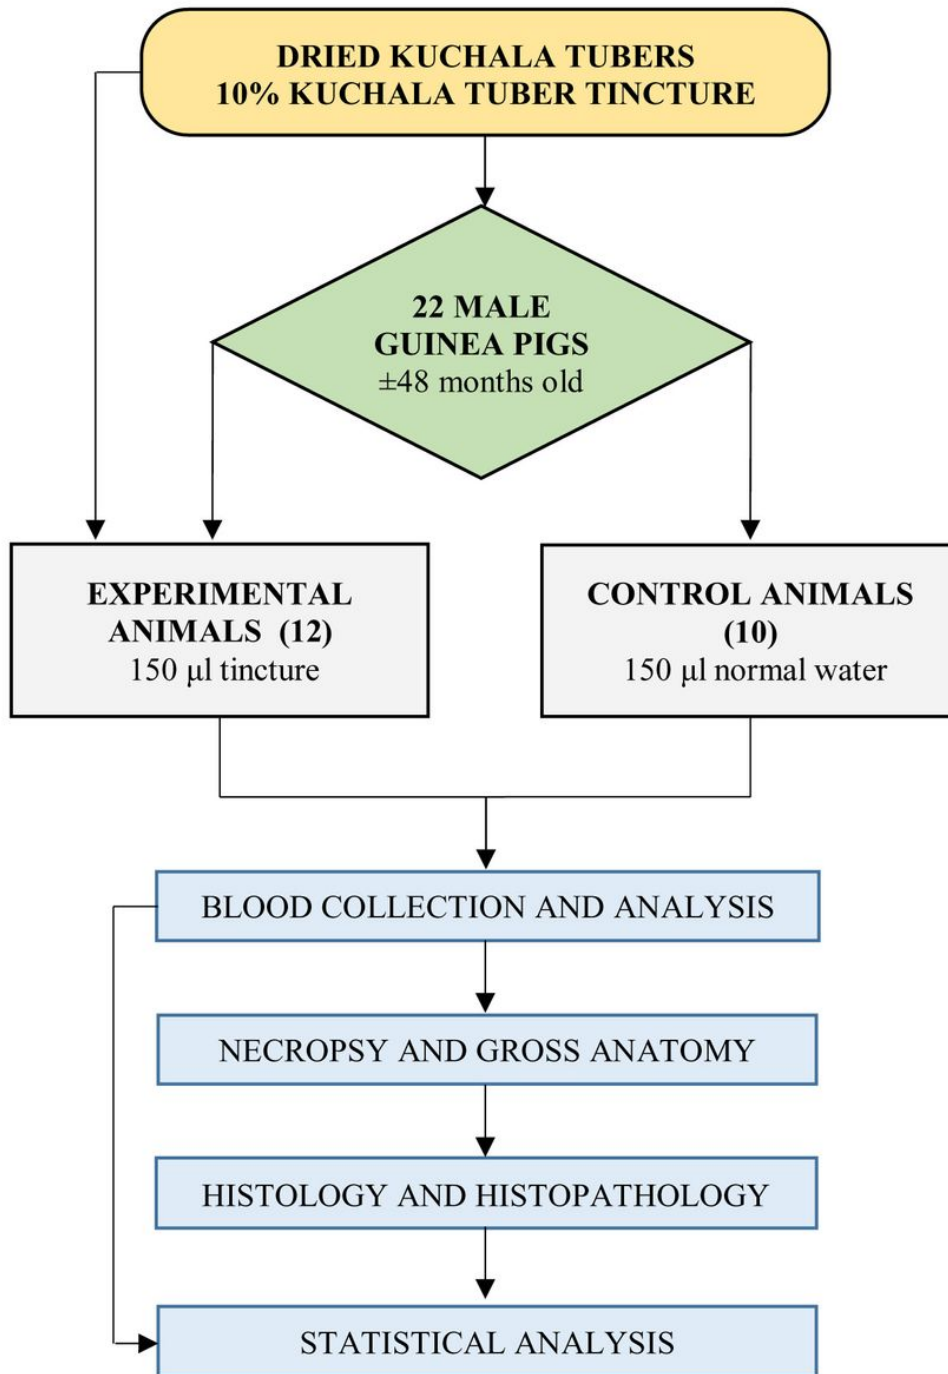 DRIED KUCHALA TUBERS
10% KUCHALA TUBER TINCTURE
22 MALE
GUINEA PIGS
±48 months old
EXPERIMENTAL
ANIMALS (12)
150 μl tincture
CONTROL ANIMALS
(10)
150 μl normal water
BLOOD COLLECTION AND ANALYSIS
NECROPSY AND GROSS ANATOMY
HISTOLOGY AND HISTOPATHOLOGY
STATISTICAL ANALYSIS